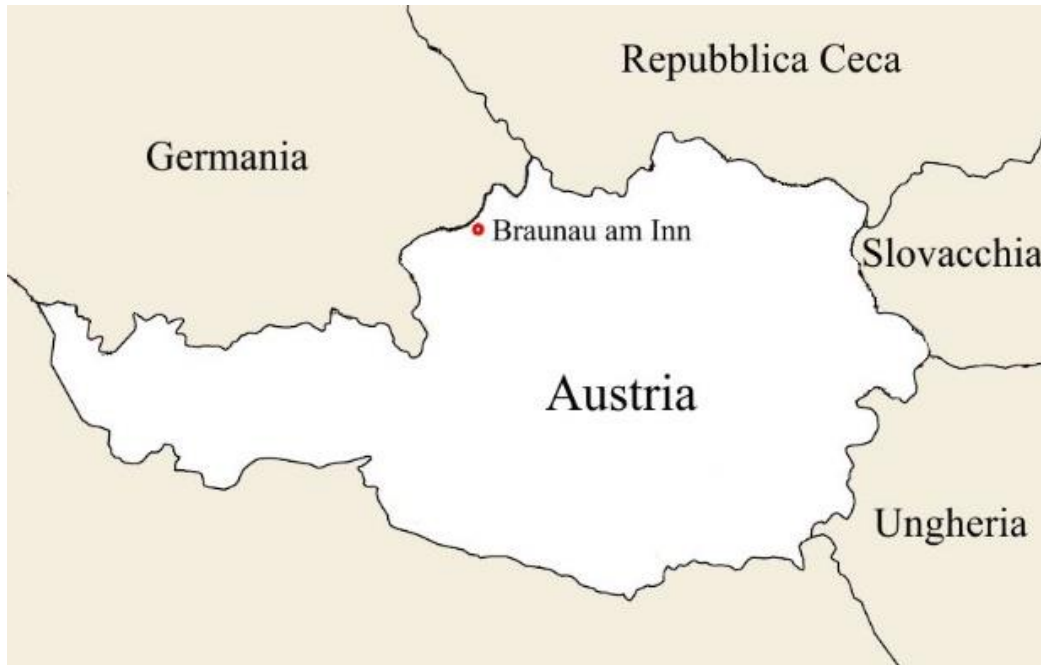 Repubblica Ceca
Germania
Braunau am Inn
Slovacchia
Austria
Ungheria